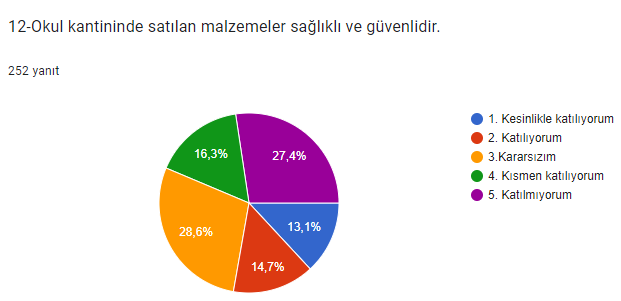 12-Okul kantininde satılan malzemeler sağlıklı ve güvenlidir.
252 yanıt
1. Kesinlikle katılıyorum
2. Katılıyorum
3.Kararsızım
4. Kısmen katılıyorum
5. Katılmıyorum
16,3%
27,4%
13,1%
28,6%
14,7%